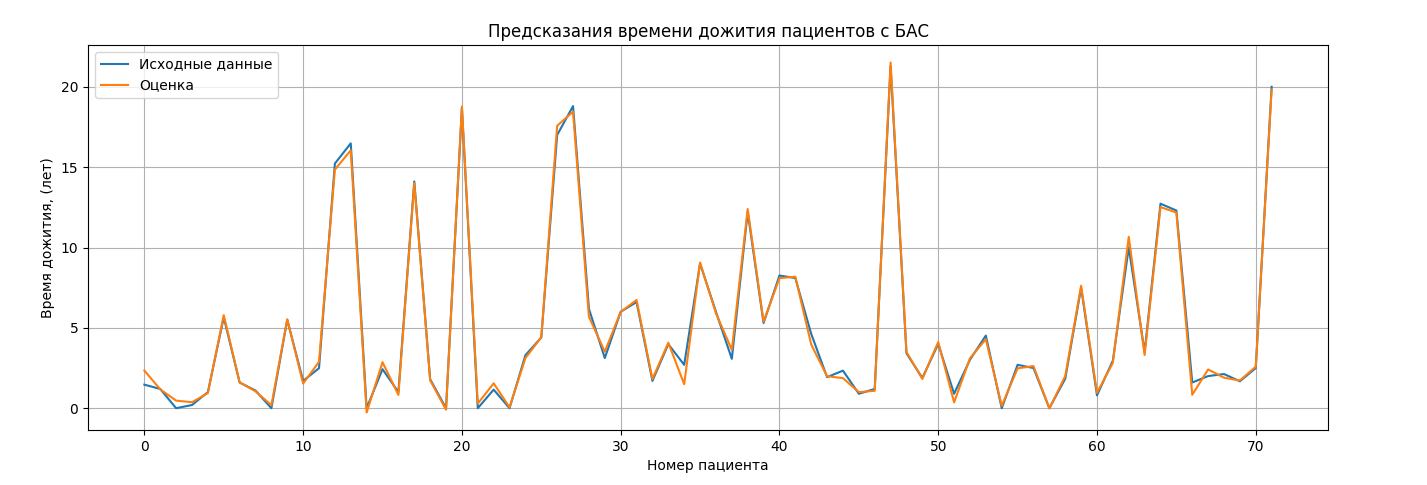 Предсказания времени дожития пациентов с БАС
Исходные данные
Оценка
Время дожития, (лет)
20
15
10
5
0
0 10 20 30 40 50 60 70
Номер пациента